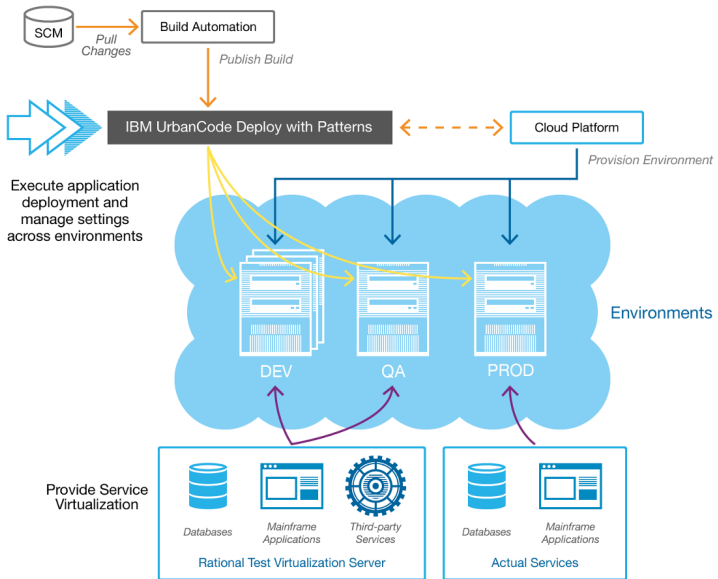 SCM
Pull
Changes
Build Automation
Publish Build
IBM UrbanCode Deploy with Patterns
Cloud Platform
Provision Environment
Execute application
deployment and
manage settings
across environments
Environments
DEV
QA
PROD
Provide Service
Virtualization
Databases
Mainframe
Applications
Third-party
Services
Rational Test Virtualization Server
Databases
Mainframe
Applications
Actual Services